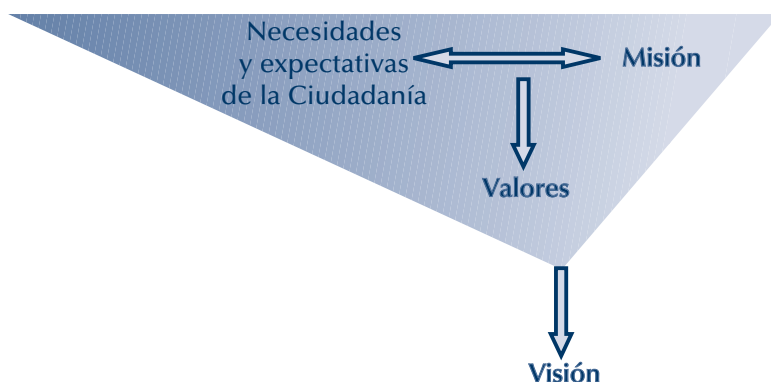 Necesidades
y expectativas
de la Ciudadanía
Misión
Valores
Visión